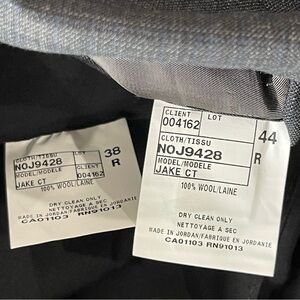 CLOTH/TISSU
NOJ9428
MODEL/MODELE
JAKE CT
CLIENT
004162
LOT
38
R
100% WOOL/LAINE
DRY CLEAN ONLY
NETTOYAGE A SEC
MADE IN JORDAN/FABRIQUE EN JORDANIE
CA01103 RN91013
CLIENT
004162
LOT
44
R
CLOTH/TISSU
NOJ9428
MODEL/MODELE
JAKE CT
100% WOOL/LAINE
DRY CLEAN ONLY
NETTOYAGE A SEC
MADE IN JORDAN/FABRIQUE EN JORDANIE
CA01103 RN91013